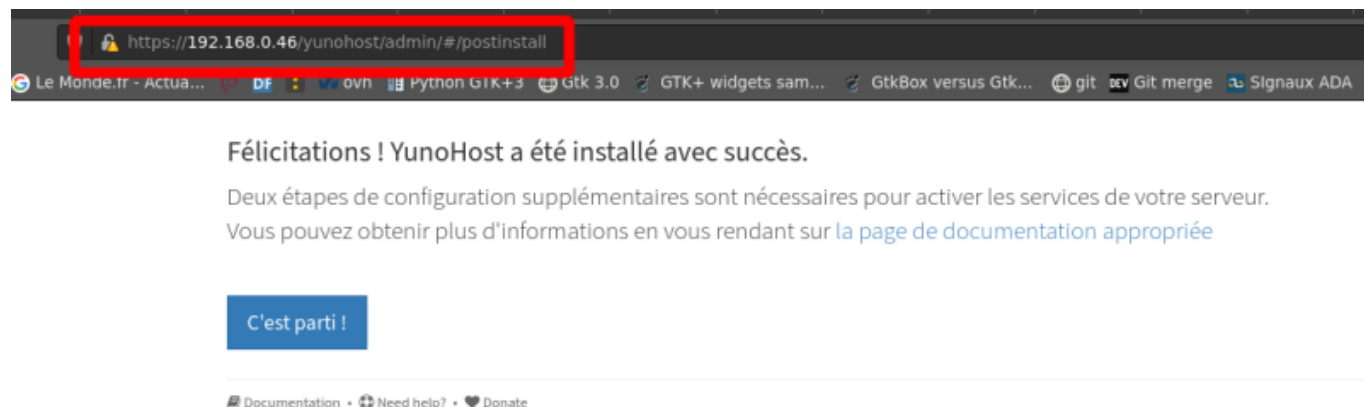 https://192.168.0.46/yunohost/admin/#/postinstall
Le Monde.fr - Actua... DF ovh Python GTK+3 Gtk 3.0 GTK+ widgets sam... GtkBox versus Gtk... git DEV Git merge SIgnaux ADA
Félicitations ! YunoHost a été installé avec succès.
Deux étapes de configuration supplémentaires sont nécessaires pour activer les services de votre serveur.
Vous pouvez obtenir plus d'informations en vous rendant sur la page de documentation appropriée
C'est parti !
Documentation • Need help? • Donate